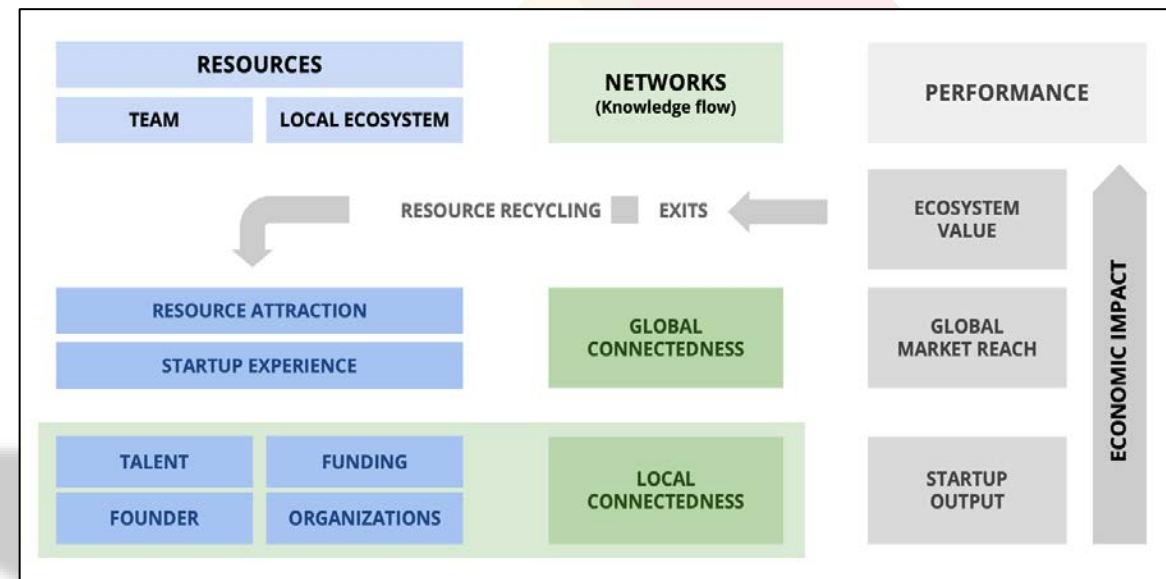 RESOURCES
TEAM
LOCAL ECOSYSTEM
NETWORKS
(Knowledge flow)
PERFORMANCE
RESOURCE RECYCLING
EXITS
ECOSYSTEM
VALUE
RESOURCE ATTRACTION
STARTUP EXPERIENCE
GLOBAL
CONNECTEDNESS
GLOBAL
MARKET REACH
ECONOMIC IMPACT
TALENT
FUNDING
FOUNDER
ORGANIZATIONS
LOCAL
CONNECTEDNESS
STARTUP
OUTPUT